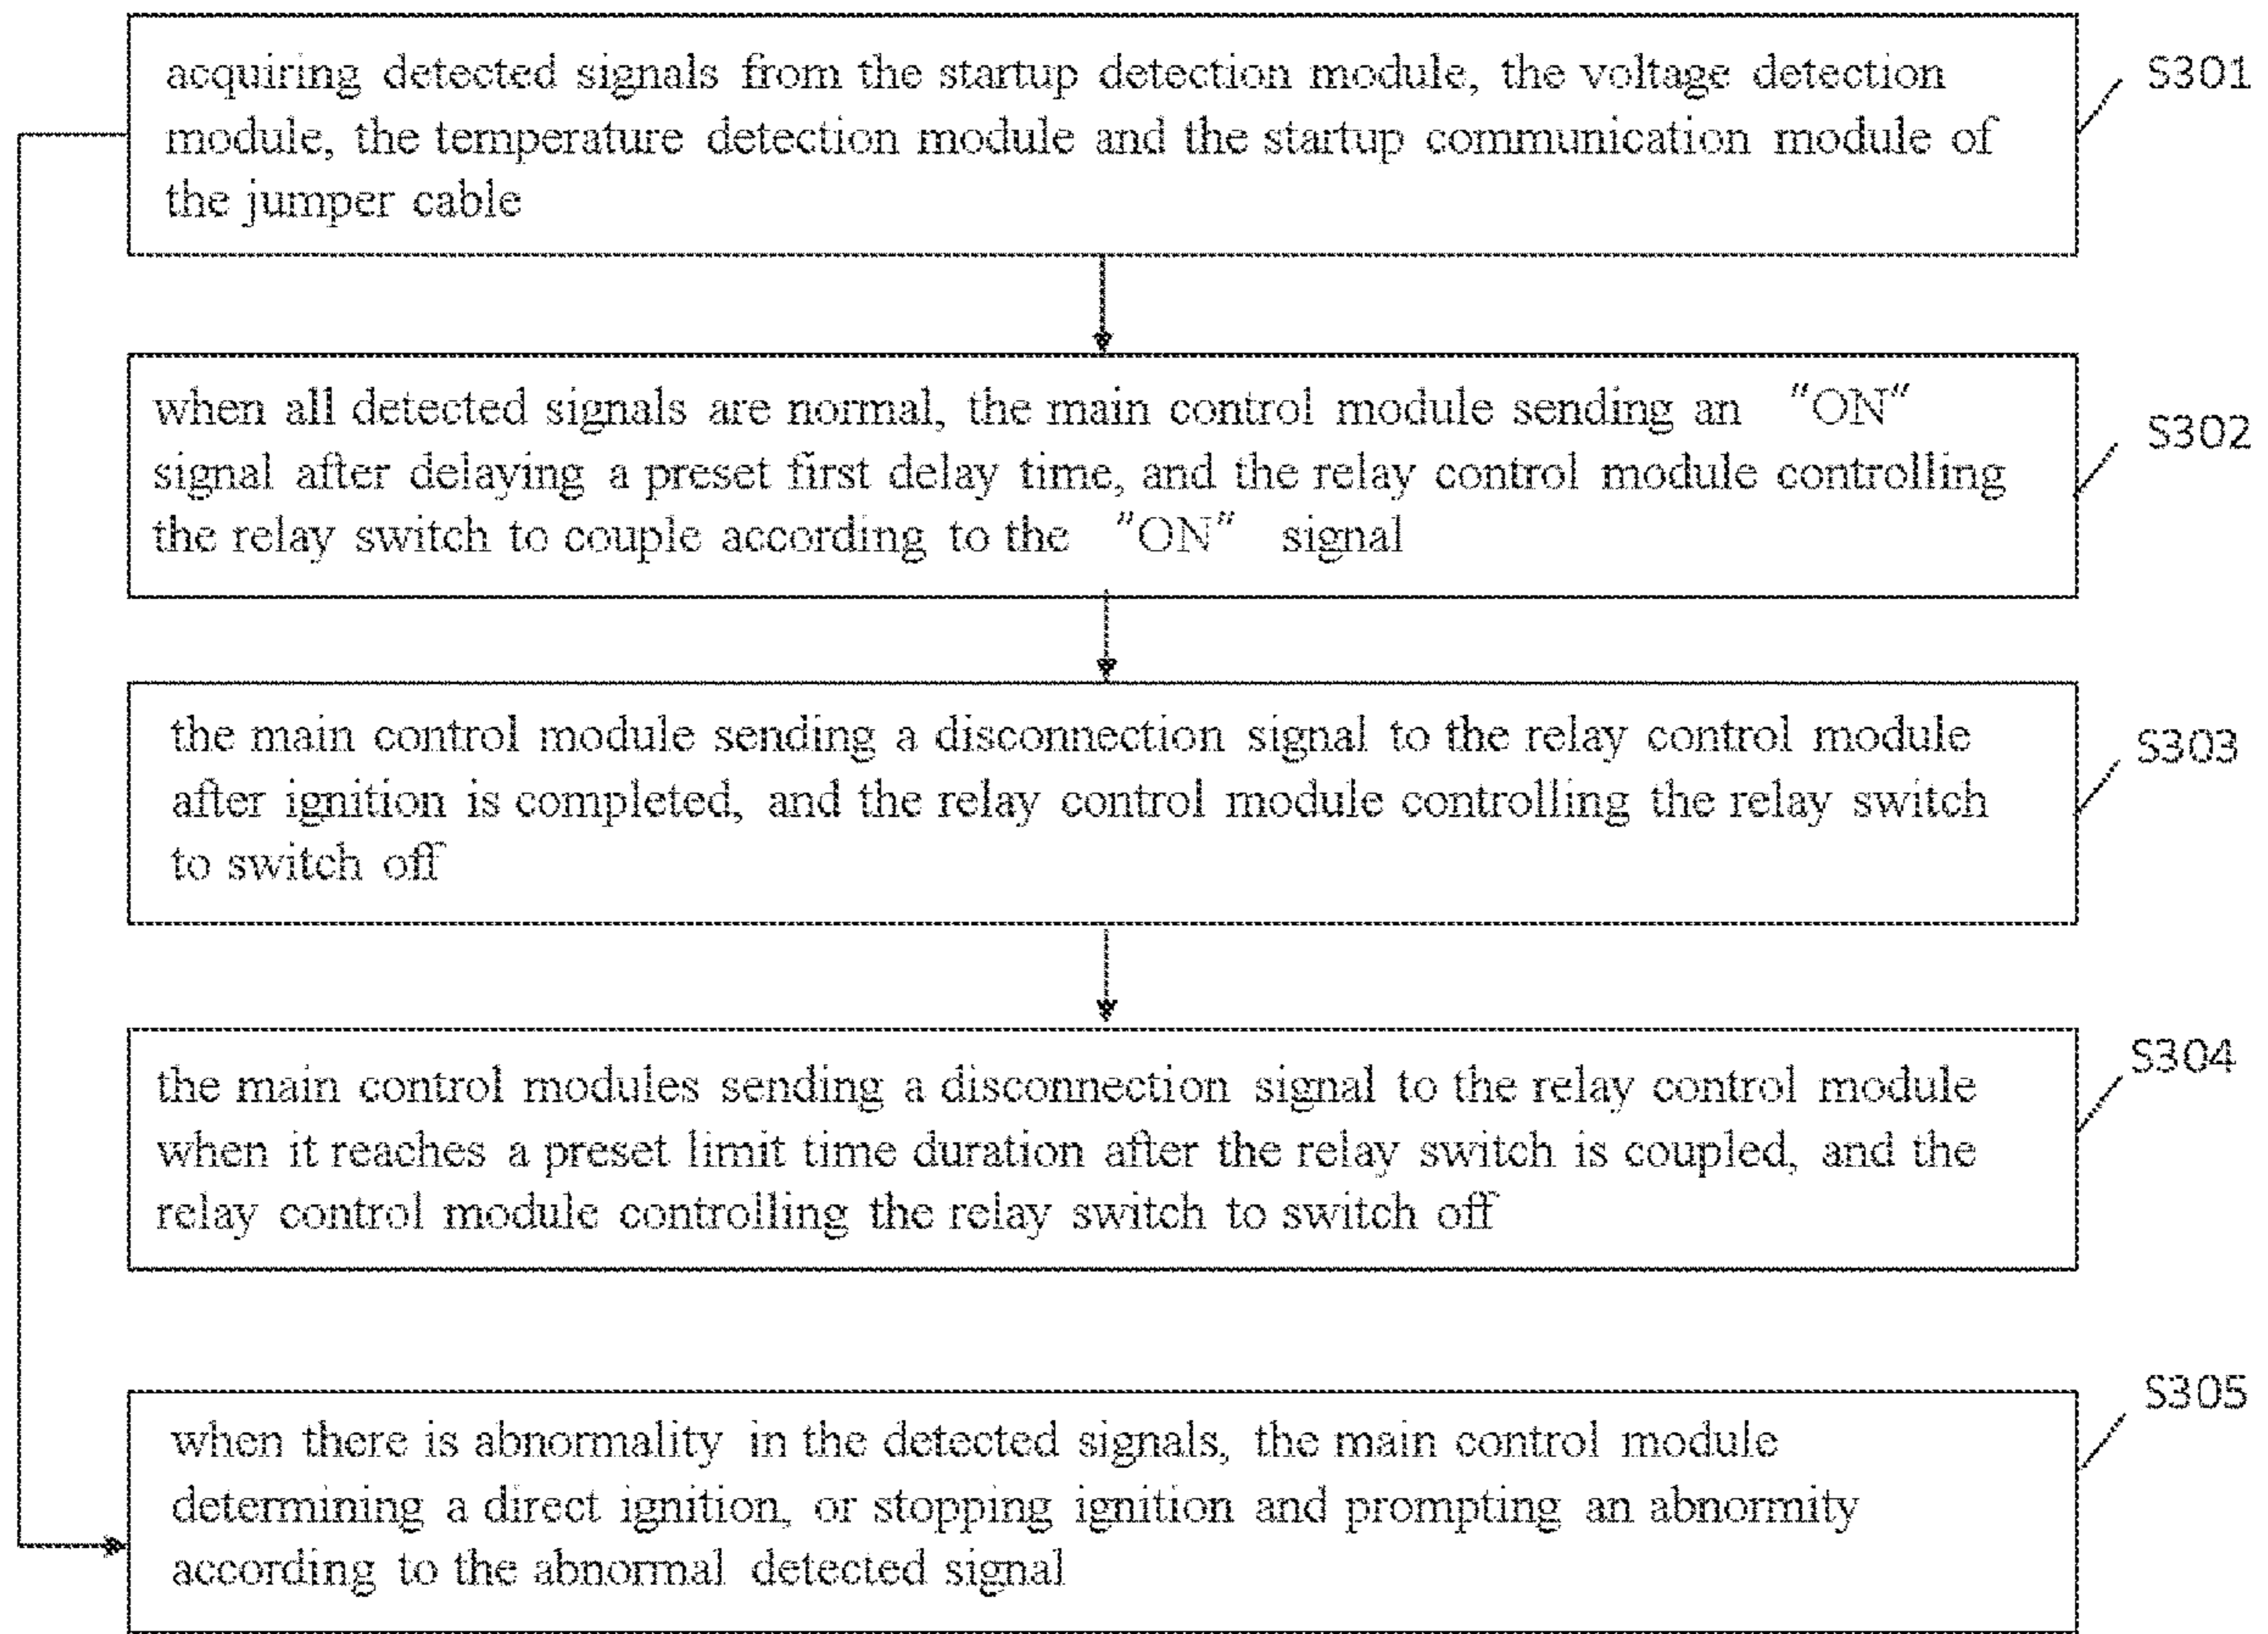 acquiring detected signals from the startup detection module, the voltage detection
module, the temperature detection module and the startup communication module of
the jumper cable
S301
when all detected signals are normal, the main control module sending an "ON"
signal after delaying a preset first delay time, and the relay control module controlling
the relay switch to couple according to the "ON" signal
S302
the main control module sending a disconnection signal to the relay control module
after ignition is completed, and the relay control module controlling the relay switch
to switch off
S303
the main control modules sending a disconnection signal to the relay control module
when it reaches a preset limit time duration after the relay switch is coupled, and the
relay control module controlling the relay switch to switch off
S304
when there is abnormality in the detected signals, the main control module
determining a direct ignition, or stopping ignition and prompting an abnormity
according to the abnormal detected signal
S305